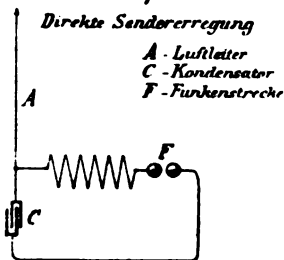 Direkte Sendererregung
A - Luftleiter
C - Kondensator
F - Funkenstrecke
A
F
C